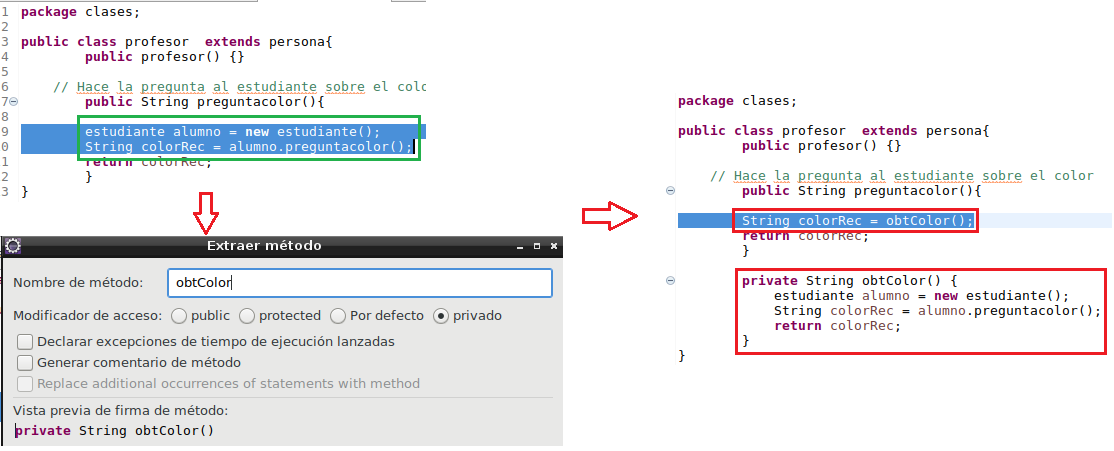 1 package clases;
2
3 public class profesor  extends persona{
4         public profesor() {}
5
6     // Hace la pregunta al estudiante sobre el colo
7         public String preguntacolor(){
8
9         estudiante alumno = new estudiante();
0         String colorRec = alumno.preguntacolor();
1         return colorRec;
2         }
3 }
Extraer método
Nombre de método: obtColor
Modificador de acceso: public protected Por defecto privado
Declarar excepciones de tiempo de ejecución lanzadas
Generar comentario de método
Replace additional occurrences of statements with method
Vista previa de firma de método:
private String obtColor()
package clases;
public class profesor  extends persona{
        public profesor() {}
    // Hace la pregunta al estudiante sobre el color
        public String preguntacolor(){
        String colorRec = obtColor();
        return colorRec;
        }
        private String obtColor() {
            estudiante alumno = new estudiante();
            String colorRec = alumno.preguntacolor();
            return colorRec;
        }
}